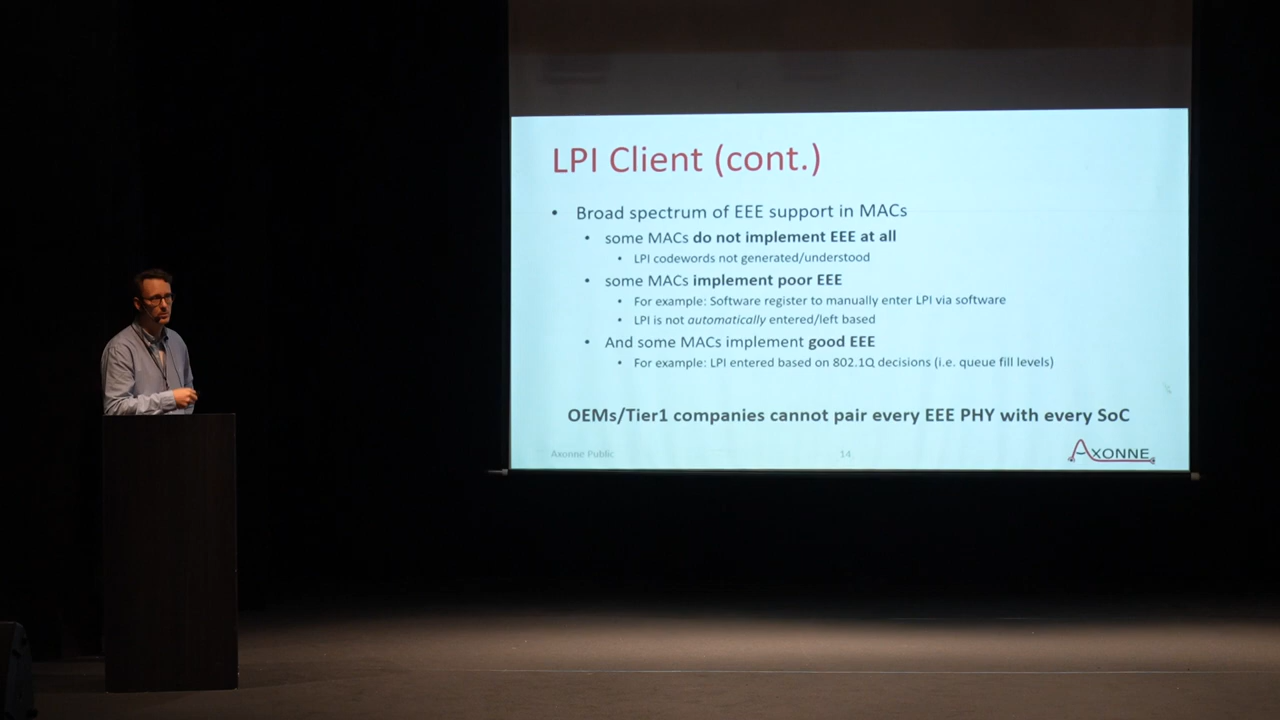 LPI Client (cont.)
• Broad spectrum of EEE support in MACs
• some MACs do not implement EEE at all
• LPI codewords not generated/understood
• some MACs implement poor EEE
• For example: Software register to manually enter LPI via software
• LPI is not automatically entered/left based
• And some MACs implement good EEE
• For example: LPI entered based on 802.1Q decisions (i.e. queue fill levels)
OEMs/Tier1 companies cannot pair every EEE PHY with every SoC
Axonne Public
14
AXONNE